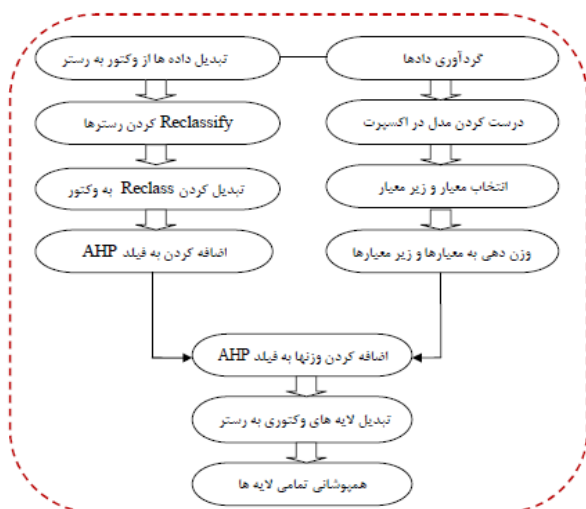 گردآوری دادها
تبدیل داده ها از وکتور به رستر
درست کردن مدل در اکسپرت
Reclassify کردن رسترها
انتخاب معیار و زیر معیار
تبدیل کردن Reclass به وکتور
وزن دهی به معیارها و زیر معیارها
اضافه کردن به فیلد AHP
اضافه کردن وزنها به فیلد AHP
تبدیل لایه های وکتوری به رستر
همپوشانی تمامی لایه ها